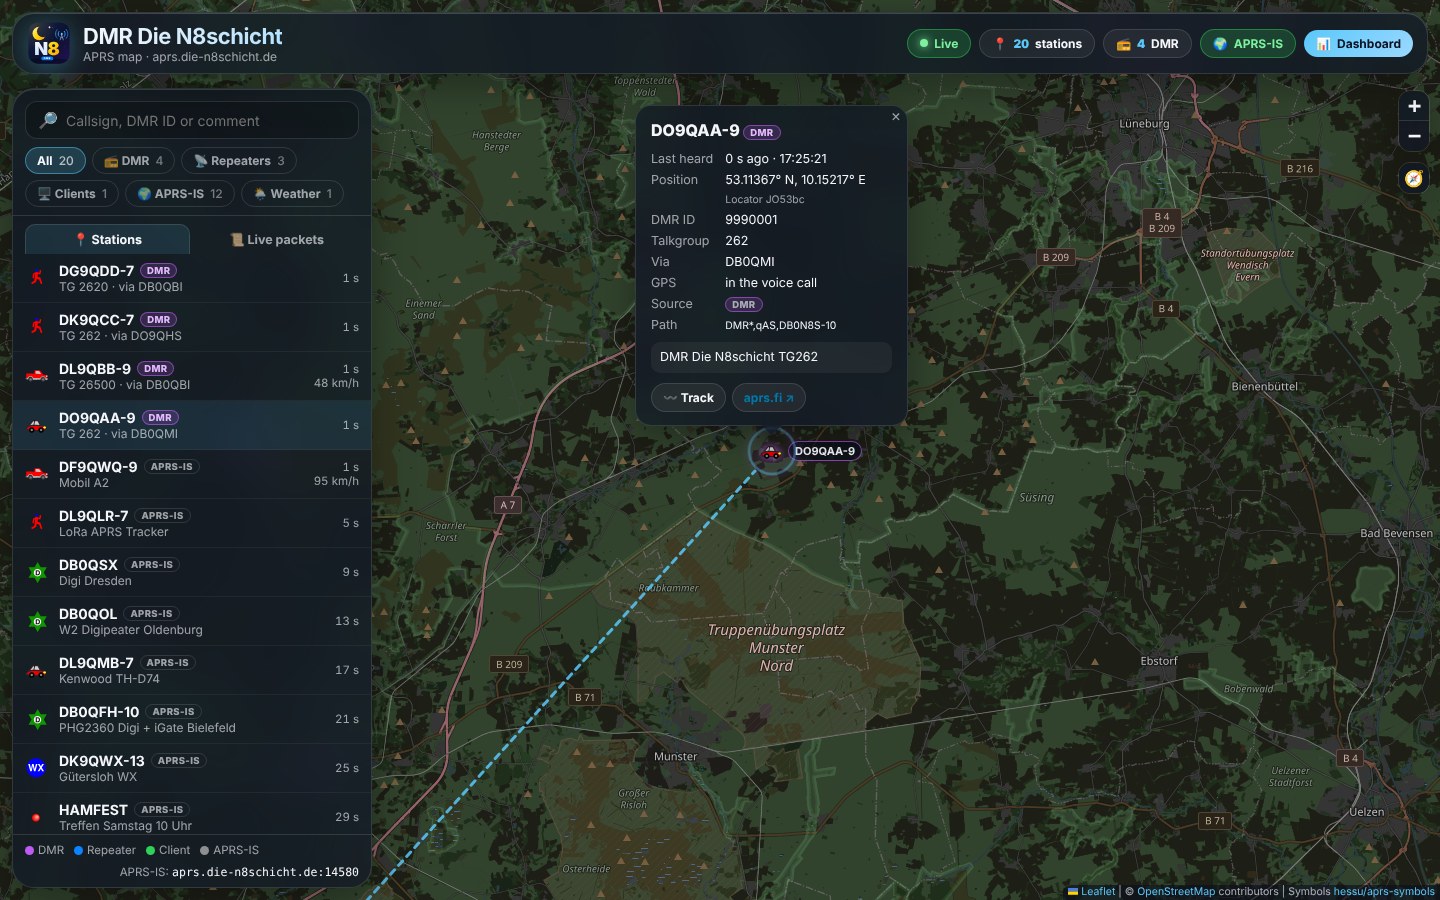 DMR Die N8schicht
APRS map · aprs.die-n8schicht.de
N8
Live
20 stations
4 DMR
APRS-IS
Dashboard
Callsign, DMR ID or comment
All 20
DMR 4
Repeaters 3
Clients 1
APRS-IS 12
Weather 1
Stations
Live packets
DG9QDD-7 DMR
TG 2620 · via DB0QBI
1 s
DK9QCC-7 DMR
TG 262 · via DO9QHS
1 s
DL9QBB-9 DMR
TG 26500 · via DB0QBI
1 s
48 km/h
DO9QAA-9 DMR
TG 262 · via DB0QMI
1 s
DF9QWQ-9 APRS-IS
Mobil A2
1 s
95 km/h
DL9QLR-7 APRS-IS
LoRa APRS Tracker
5 s
D
DB0QSX APRS-IS
Digi Dresden
9 s
D
DB0QOL APRS-IS
W2 Digipeater Oldenburg
13 s
DL9QMB-7 APRS-IS
Kenwood TH-D74
17 s
D
DB0QFH-10 APRS-IS
PHG2360 Digi + iGate Bielefeld
21 s
WX
DK9QWX-13 APRS-IS
Gütersloh WX
25 s
HAMFEST APRS-IS
Treffen Samstag 10 Uhr
29 s
DMR
Repeater
Client
APRS-IS
APRS-IS: aprs.die-n8schicht.de:14580
DO9QAA-9 DMR
×
Last heard 0 s ago · 17:25:21
Position 53.11367° N, 10.15217° E
Locator JO53bc
DMR ID 9990001
Talkgroup 262
Via DB0QMI
GPS in the voice call
Source DMR
Path DMR*,qAS,DB0N8S-10
DMR Die N8schicht TG262
Track
aprs.fi ↗
DO9QAA-9
Toppenstedter
Wald
Hanstedter
Berge
Einemer
Sand
Scharrler
Forst
A 7
B 209
B 71
Raubkammer
Truppenübungsplatz
Munster
Nord
Munster
Großer
Risloh
Osterheide
Lüneburg
B 216
B 4
B 209
B 209
Standortübungsplatz
Wendisch
Evern
B 4
Bienenbüttel
Süsing
Bad Bevensen
Ebstorf
Bobenwald
B 4
Uelzener
Stadtforst
Uelzen
B 71
+
−
Leaflet | © OpenStreetMap contributors | Symbols hessu/aprs-symbols